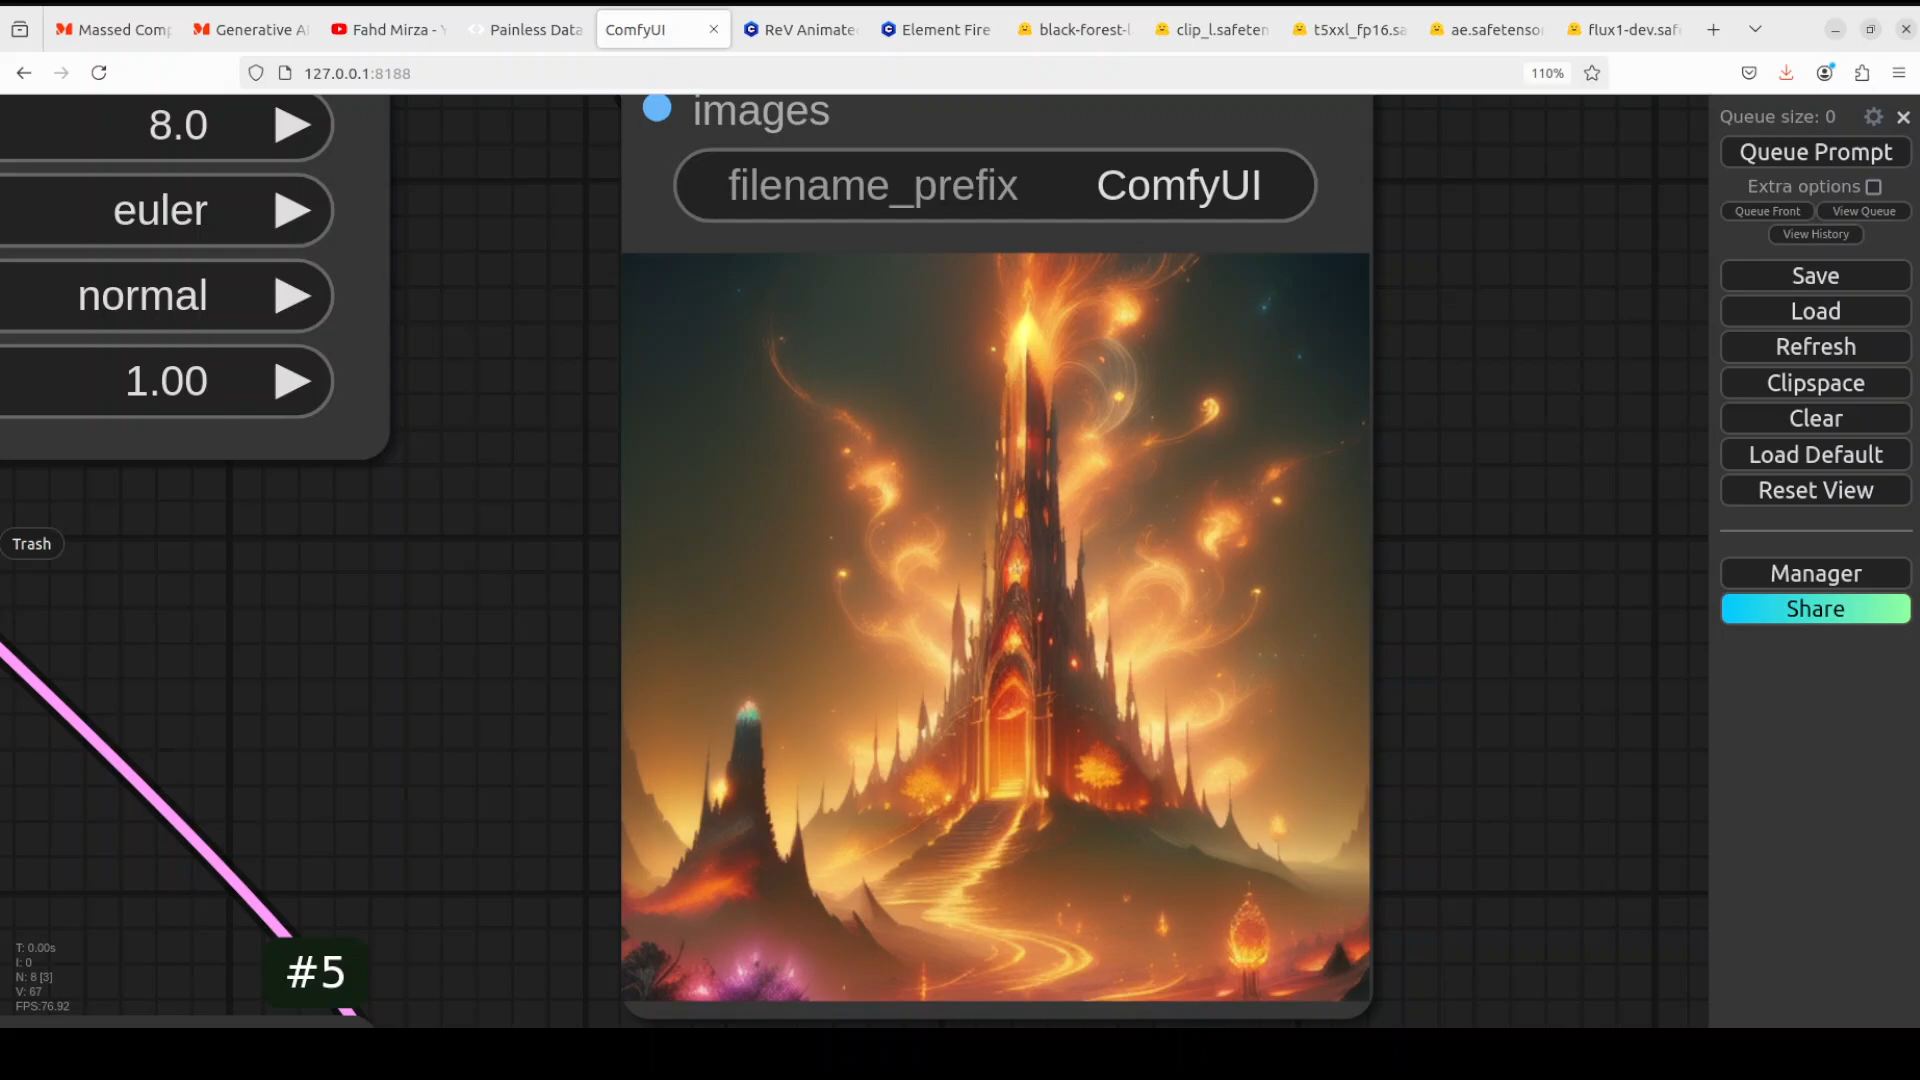 Massed Comp
Generative AI
Fahd Mirza - Y
Painless Data
ComfyUI
ReV Animate
Element Fire
black-forest-l
clip_l.safeten
t5xxl_fp16.sa
ae.safetenso
flux1-dev.saf
127.0.0.1:8188
110%
images
filename_prefix ComfyUI
8.0
euler
normal
1.00
Trash
#5
T: 0.00s
I: 0
N: 8 [3]
V: 67
FPS:76.92
Queue size: 0
Queue Prompt
Extra options
Queue Front
View Queue
View History
Save
Load
Refresh
Clipspace
Clear
Load Default
Reset View
Manager
Share